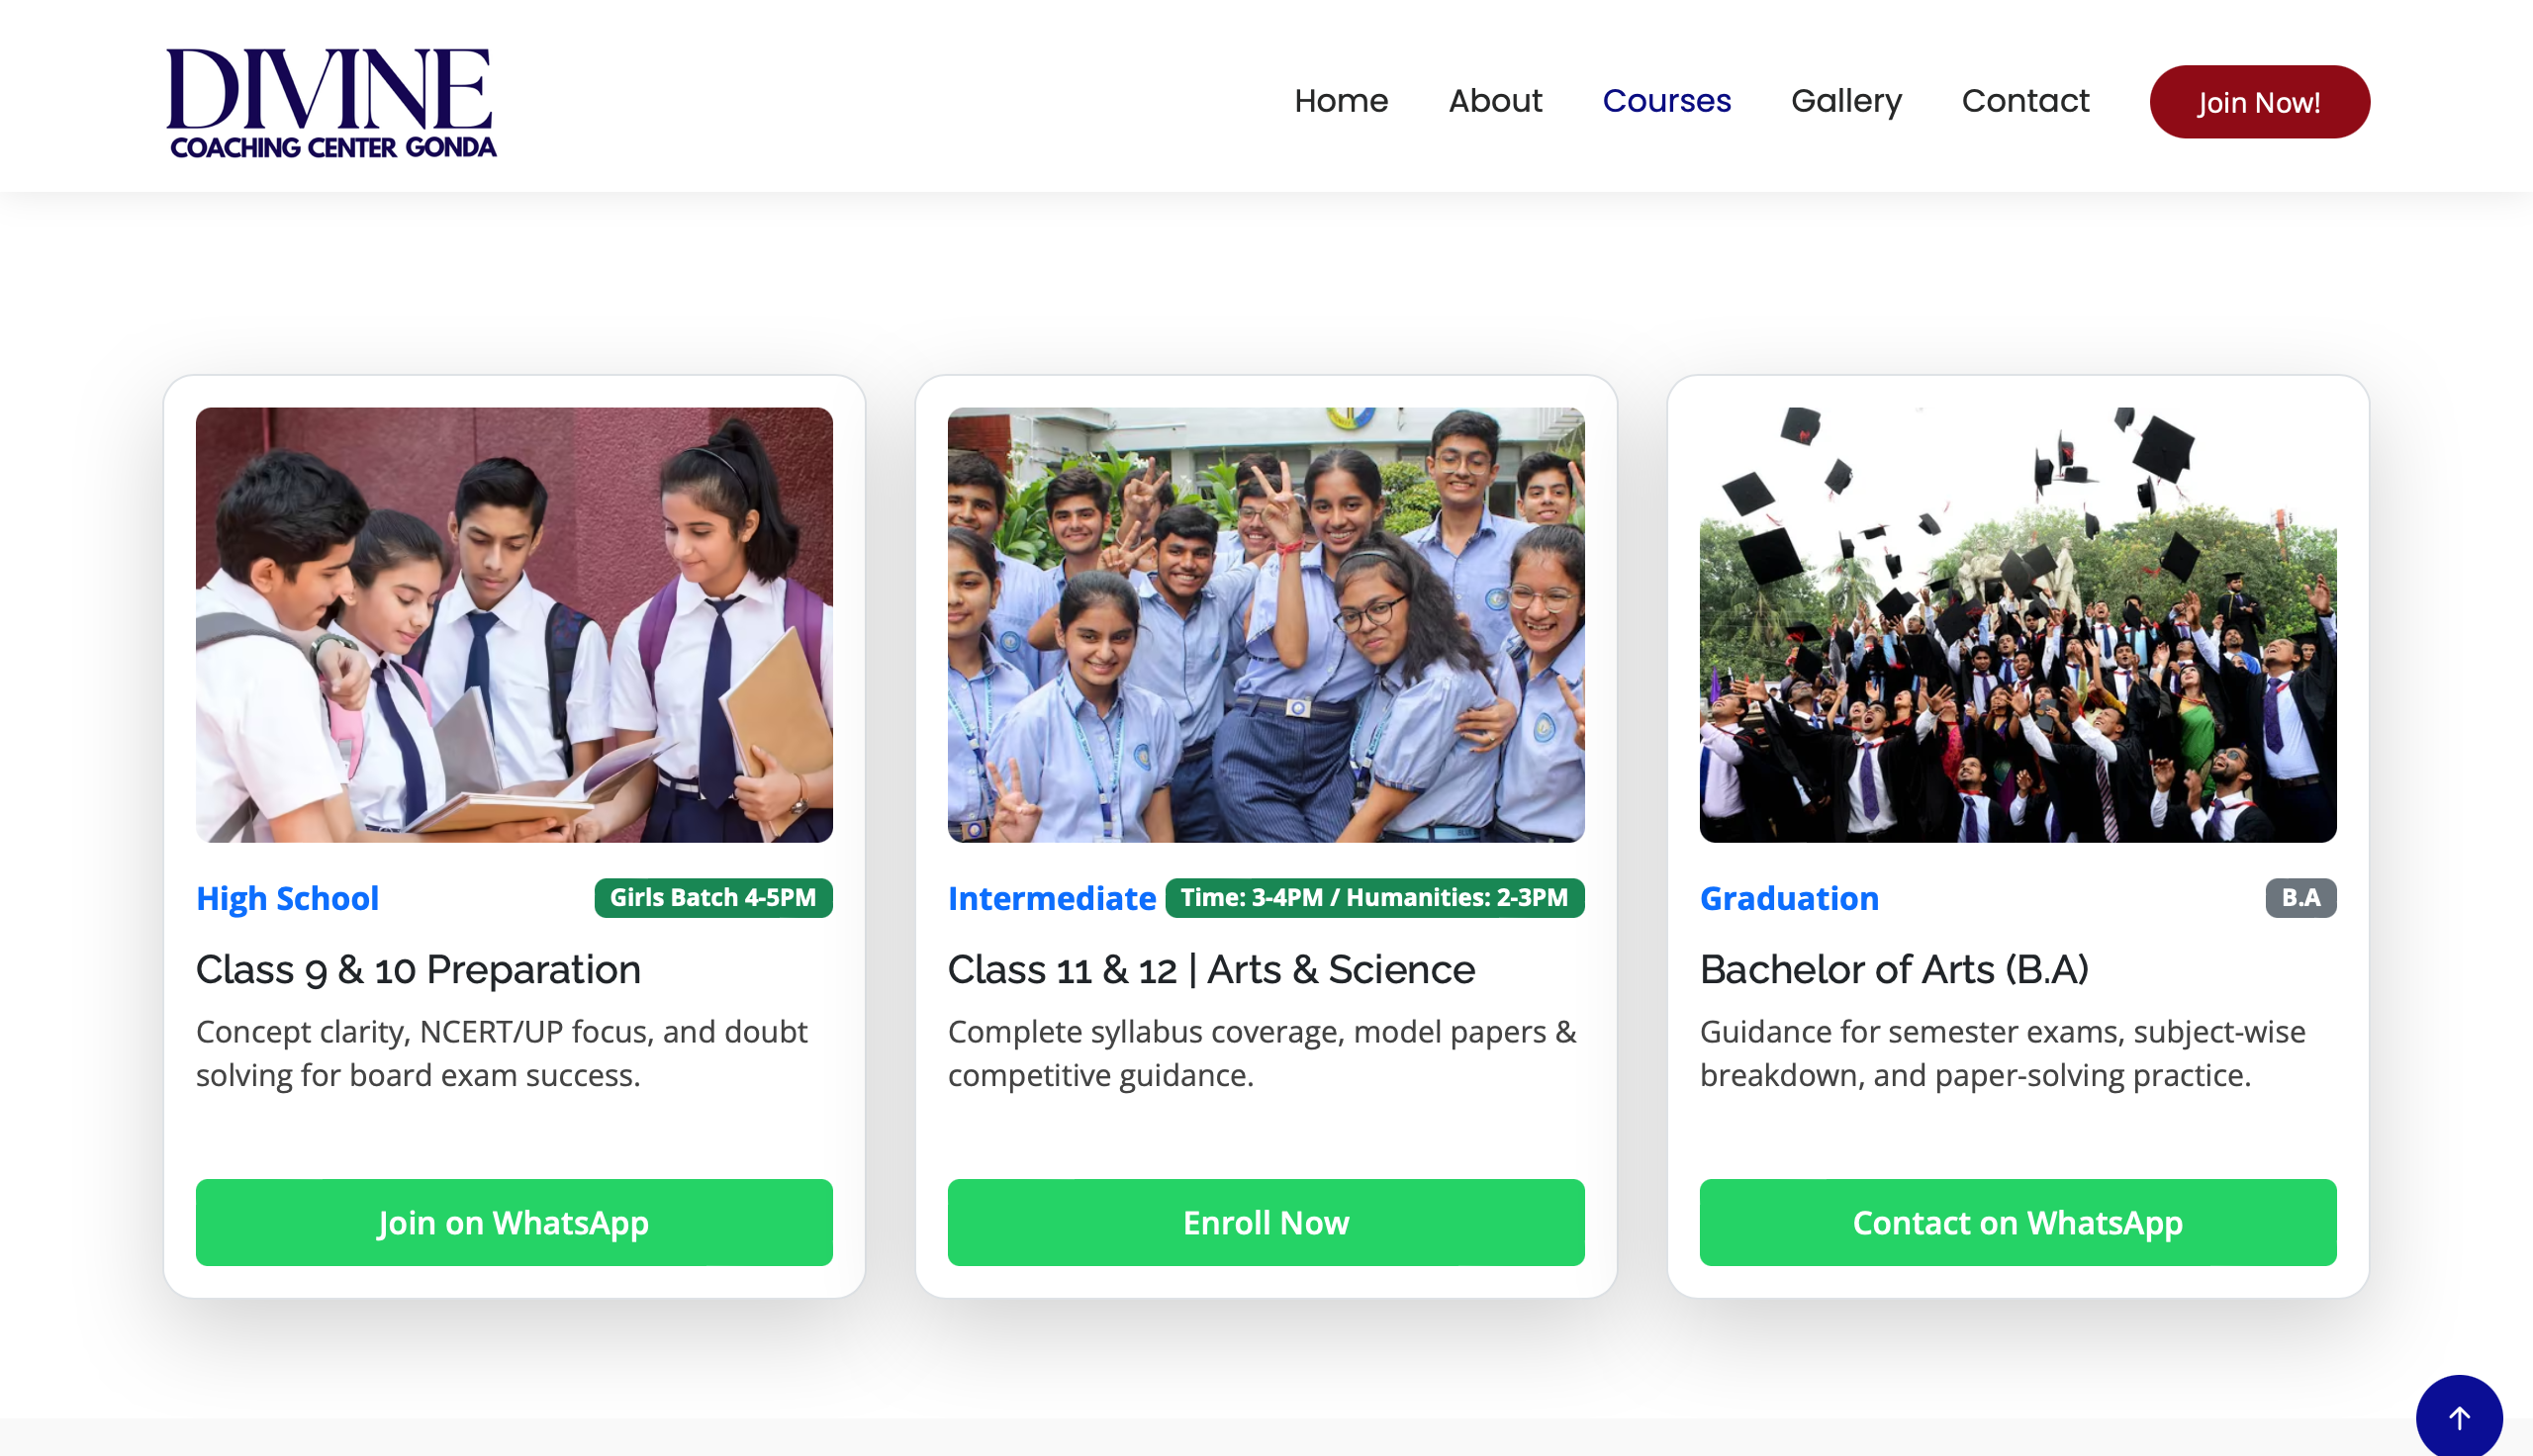 DIVINE
COACHING CENTER GONDA
Home About Courses Gallery Contact Join Now!
High School Girls Batch 4-5PM
Class 9 & 10 Preparation
Concept clarity, NCERT/UP focus, and doubt
solving for board exam success.
Join on WhatsApp
Intermediate Time: 3-4PM / Humanities: 2-3PM
Class 11 & 12 | Arts & Science
Complete syllabus coverage, model papers &
competitive guidance.
Enroll Now
Graduation B.A
Bachelor of Arts (B.A)
Guidance for semester exams, subject-wise
breakdown, and paper-solving practice.
Contact on WhatsApp